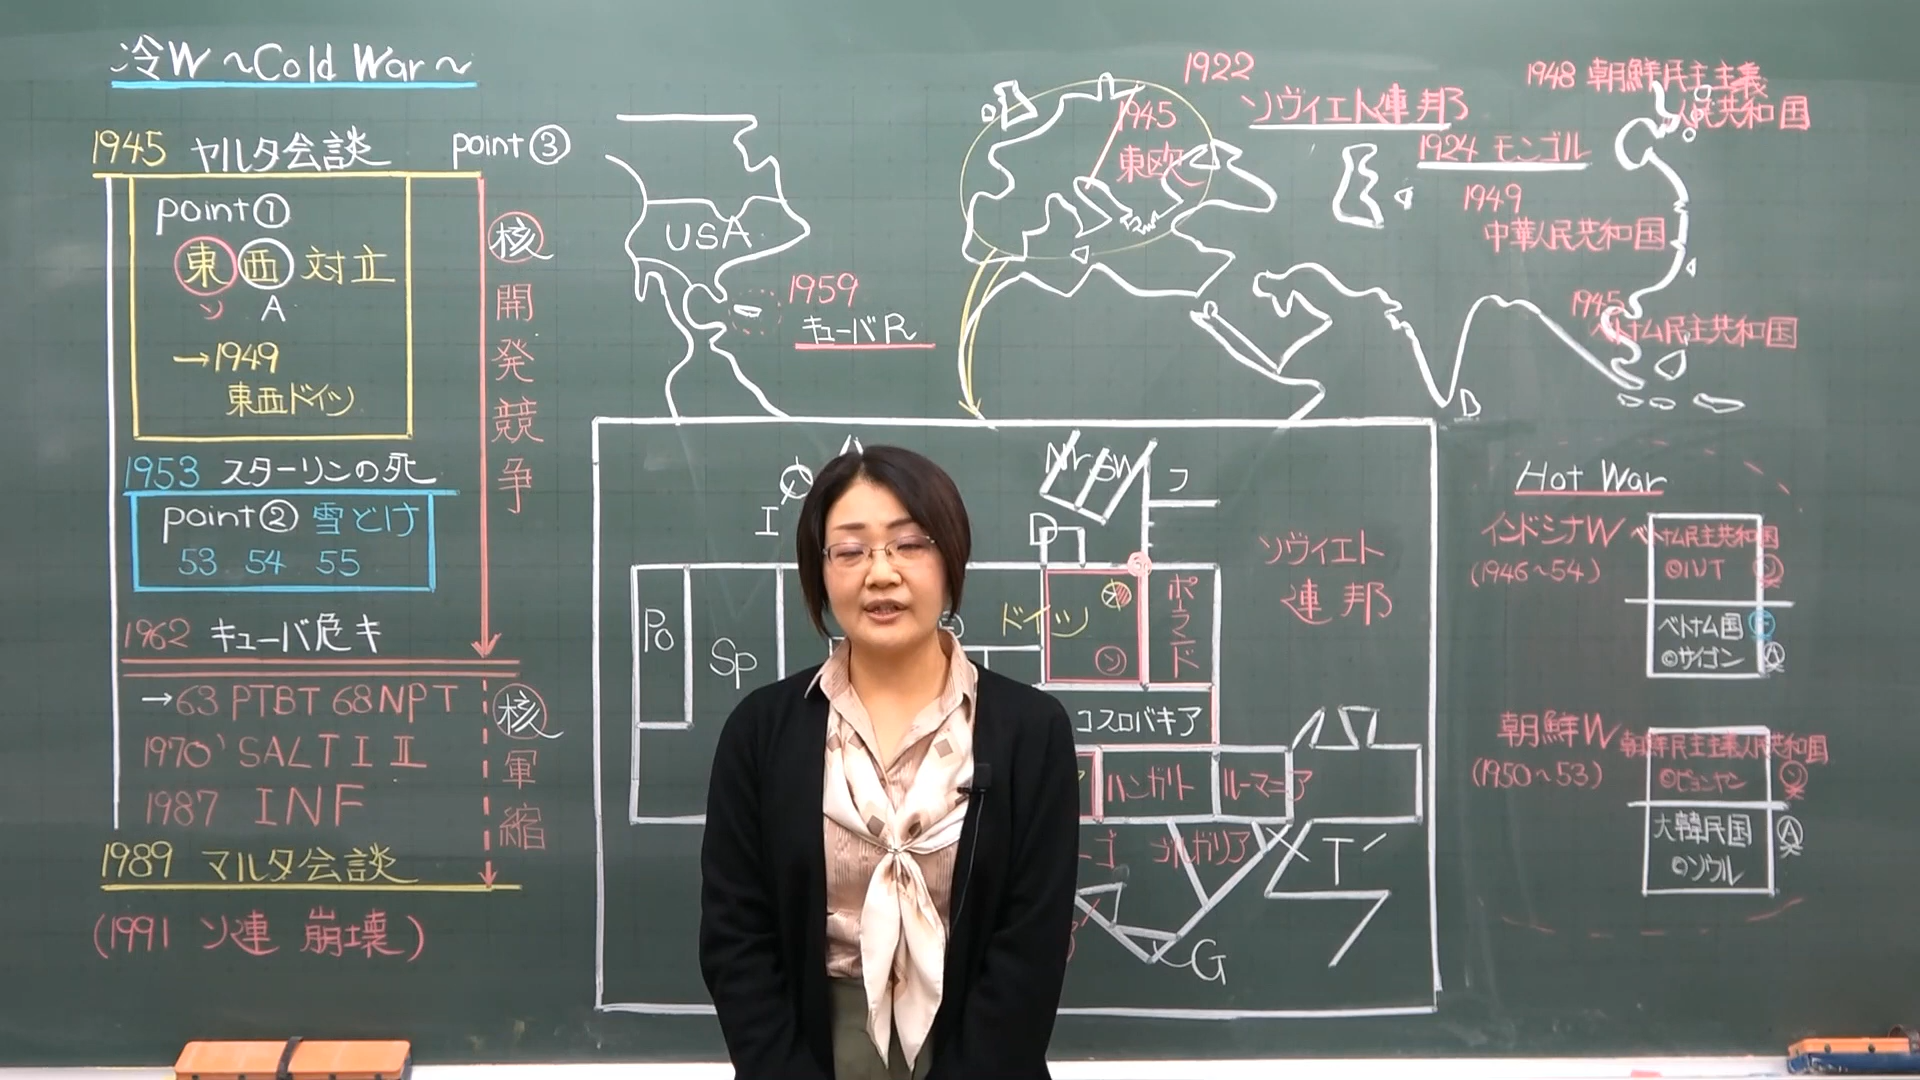 冷W ~Cold War~
1945 ヤルタ会談
point③
point①
東西対立
ソ A
→1949
東西ドイツ
1953 スターリンの死
point② 雪どけ
53 54 55
1962 キューバ危キ
→63 PTBT 68 NPT
1970' SALT I II
1987 INF
1989 マルタ会談
(1991 ソ連 崩壊)
核開発競争
核軍縮
USA
1959
キューバR
1945
東欧
1922
ソヴィエト連邦
1924 モンゴル
1949
中華人民共和国
1948 朝鮮民主主義
人民共和国
1945
ベトナム民主共和国
I
Nr Sw フ
D
Po
Sp
ドイツ
ソ
ポーランド
ソヴィエト
連邦
コスロバキア
ハンガリー
ルーマニア
ーゴ
ブルガリア
T'
G
Hot War
インドシナW
(1946~54)
ベトナム民主共和国
ベトナム国
◎サイゴン A
朝鮮W
(1950~53)
朝鮮民主主義人民共和国
◎ピョンヤン ソ
大韓民国
◎ソウル
A